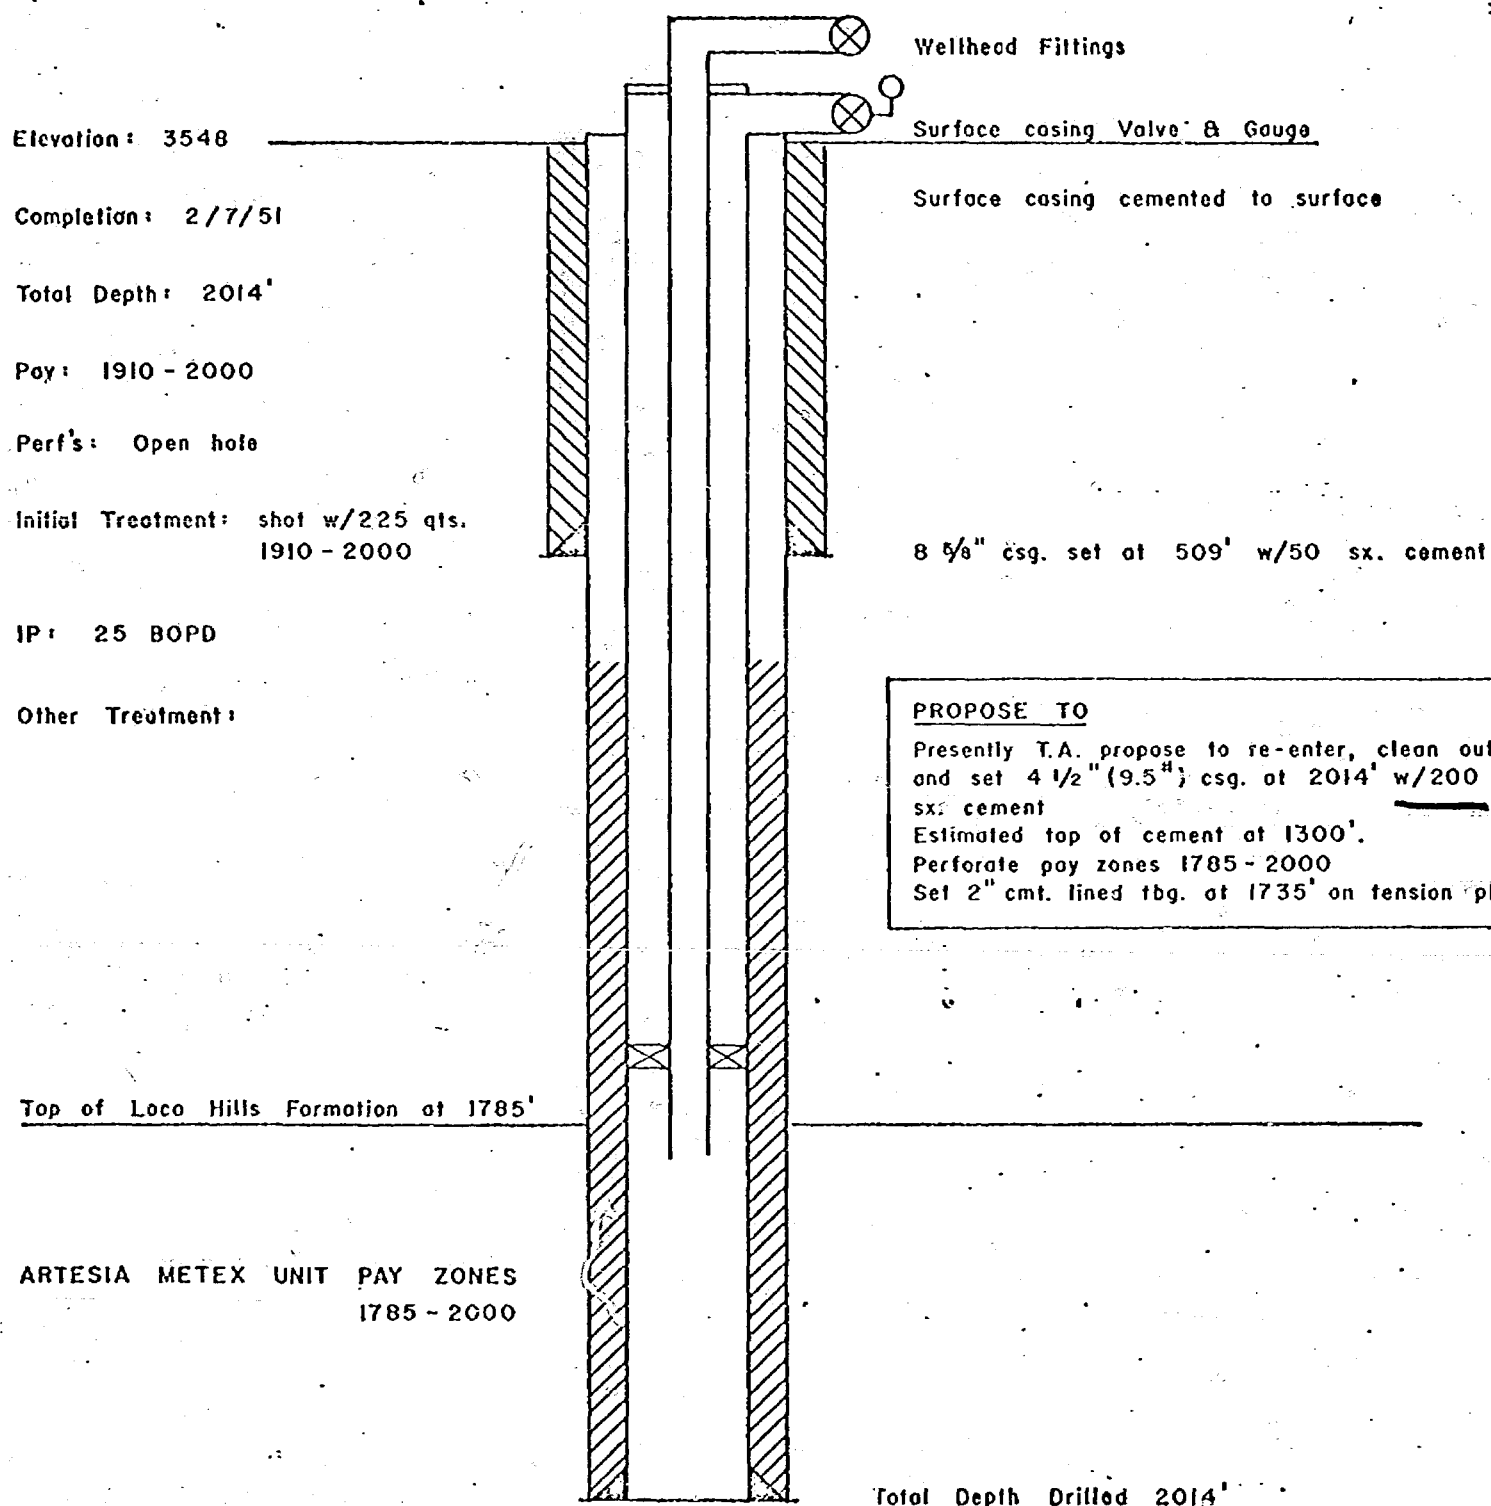 Wellhead Fittings
Surface casing Valve & Gauge
Elevation: 3548
Surface casing cemented to surface
Completion: 2/7/51
Total Depth: 2014'
Pay: 1910 - 2000
Perf's: Open hole
Initial Treatment: shot w/225 qts.
1910 - 2000
8 5/8" csg. set at 509' w/50 sx. cement
IP: 25 BOPD
Other Treatment:
PROPOSE TO
Presently T.A. propose to re-enter, clean out
and set 4 1/2" (9.5#) csg. at 2014' w/200
sx. cement
Estimated top of cement at 1300'.
Perforate pay zones 1785 - 2000
Set 2" cmt. lined tbg. at 1735' on tension
Top of Loco Hills Formation at 1785'
ARTESIA METEX UNIT PAY ZONES
1785 - 2000
Total Depth Drilled 2014'